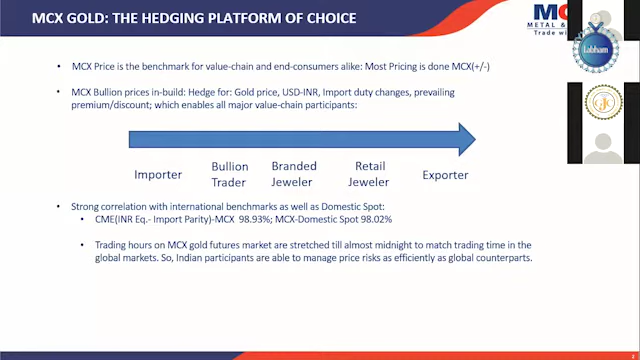 MCX GOLD: THE HEDGING PLATFORM OF CHOICE
METAL &
Trade wi
Labham
GJC
• MCX Price is the benchmark for value-chain and end-consumers alike: Most Pricing is done MCX(+/-)
• MCX Bullion prices in-build: Hedge for: Gold price, USD-INR, Import duty changes, prevailing
premium/discount; which enables all major value-chain participants:
Importer
Bullion
Trader
Branded
Jeweler
Retail
Jeweler
Exporter
• Strong correlation with international benchmarks as well as Domestic Spot:
• CME(INR Eq.- Import Parity)-MCX 98.93%; MCX-Domestic Spot 98.02%
• Trading hours on MCX gold futures market are stretched till almost midnight to match trading time in the
global markets. So, Indian participants are able to manage price risks as efficiently as global counterparts.